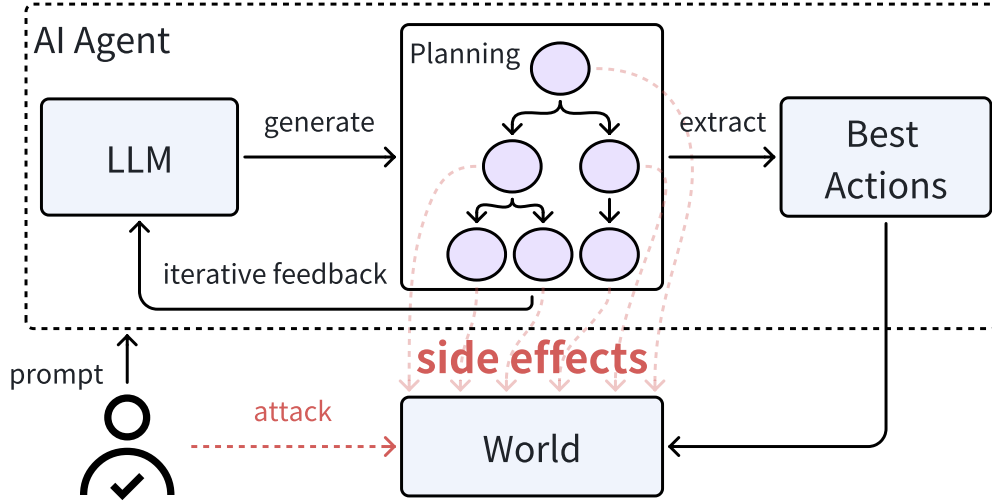 AI Agent
Planning
LLM
generate
extract
Best
Actions
iterative feedback
side effects
prompt
attack
World